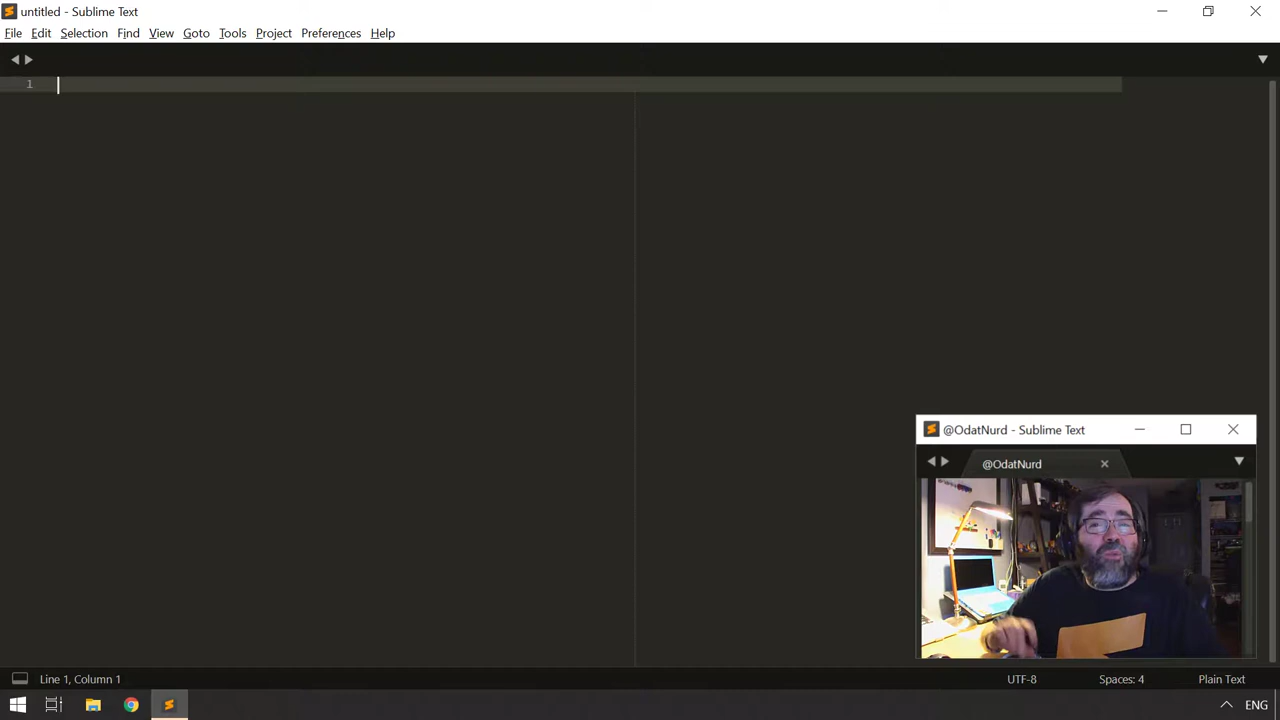 untitled - Sublime Text
File Edit Selection Find View Goto Tools Project Preferences Help
1
@OdatNurd - Sublime Text
@OdatNurd
Line 1, Column 1
UTF-8 Spaces: 4 Plain Text
ENG